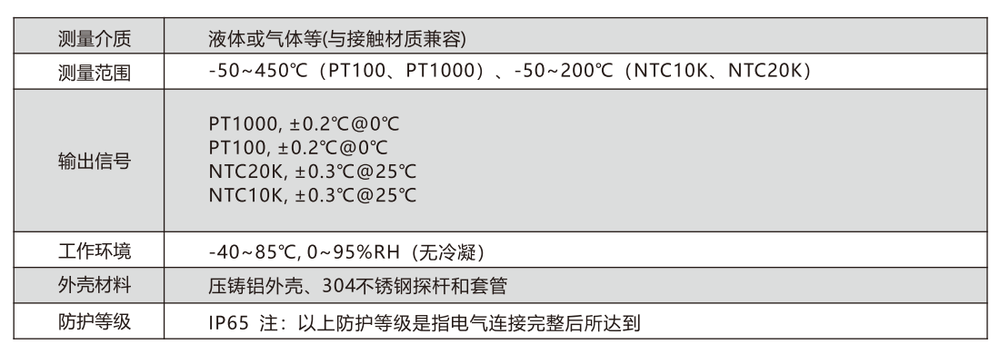 测量介质 液体或气体等(与接触材质兼容)
测量范围 -50~450℃（PT100、PT1000）、-50~200℃（NTC10K、NTC20K）
输出信号
PT1000, ±0.2℃@0℃
PT100, ±0.2℃@0℃
NTC20K, ±0.3℃@25℃
NTC10K, ±0.3℃@25℃
工作环境 -40~85℃, 0~95%RH（无冷凝）
外壳材料 压铸铝外壳、304不锈钢探杆和套管
防护等级 IP65 注：以上防护等级是指电气连接完整后所达到